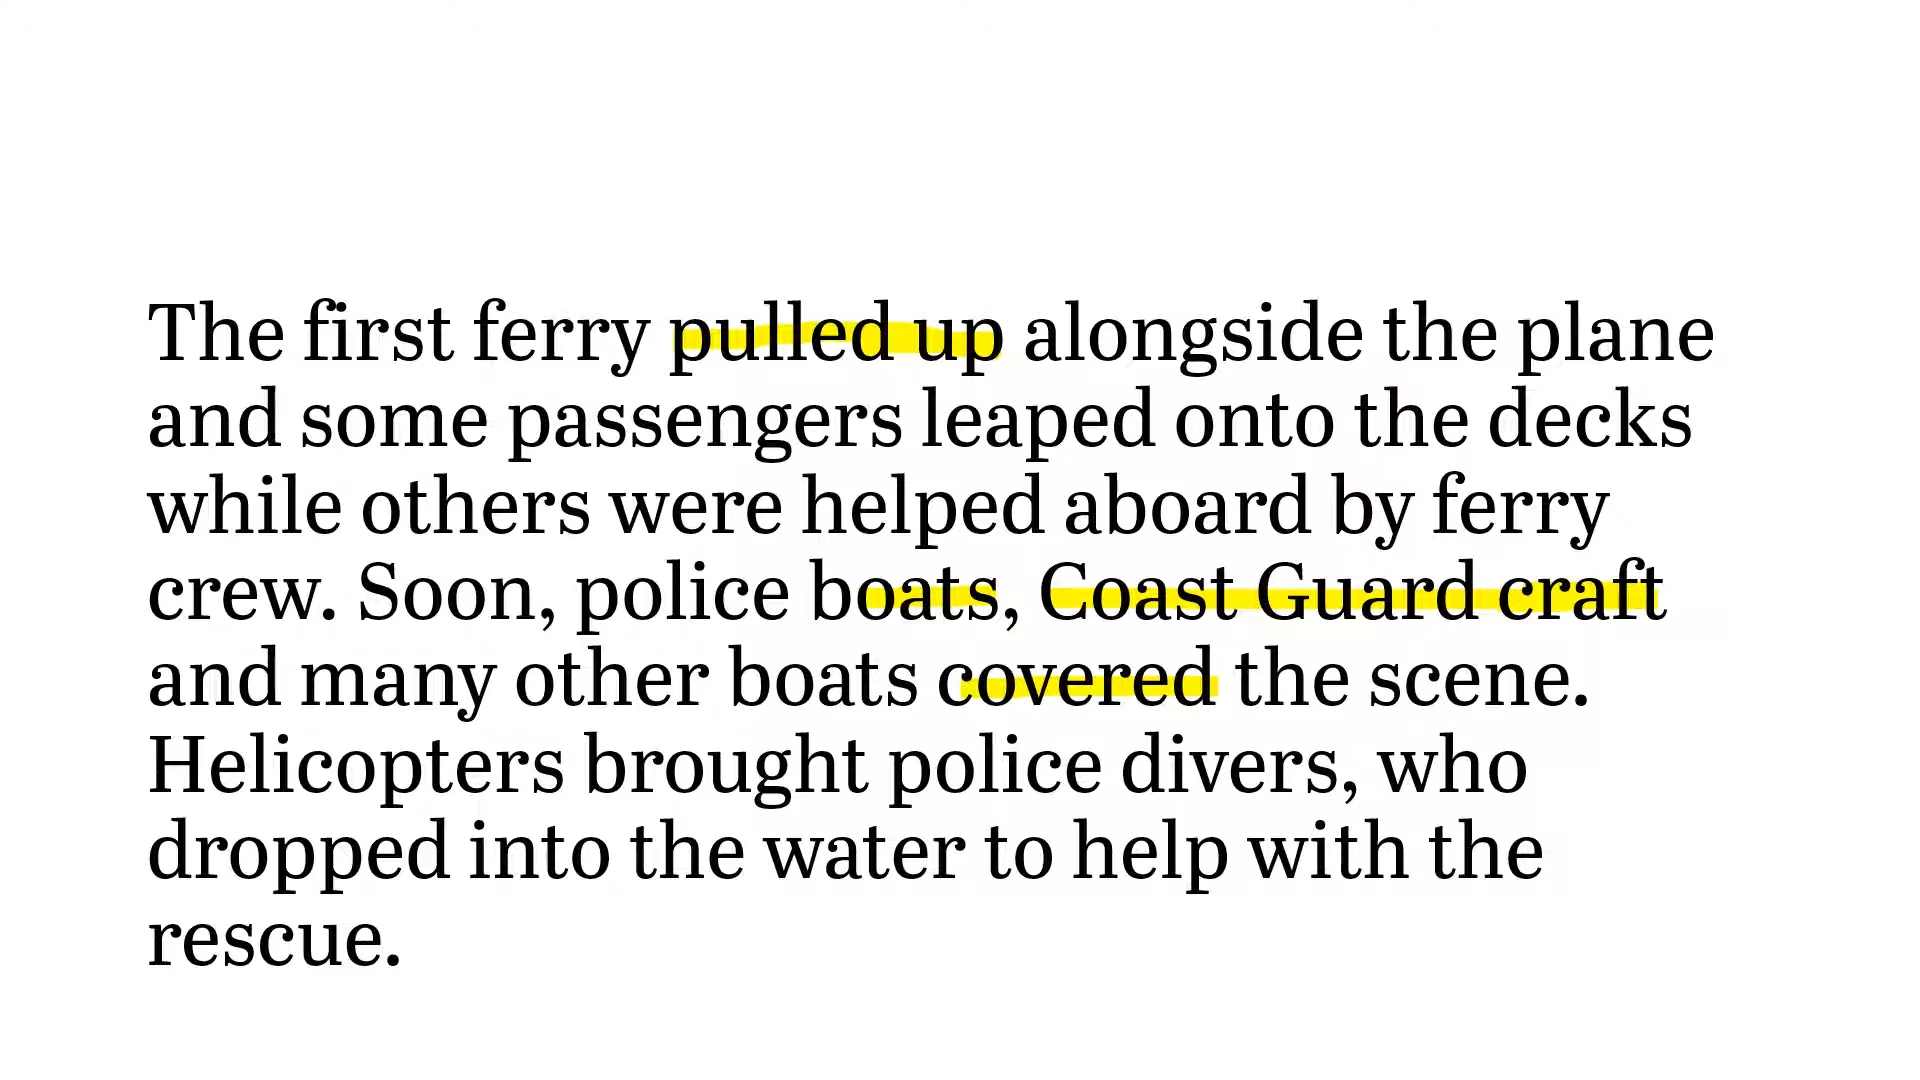 The first ferry pulled up alongside the plane
and some passengers leaped onto the decks
while others were helped aboard by ferry
crew. Soon, police boats, Coast Guard craft
and many other boats covered the scene.
Helicopters brought police divers, who
dropped into the water to help with the
rescue.